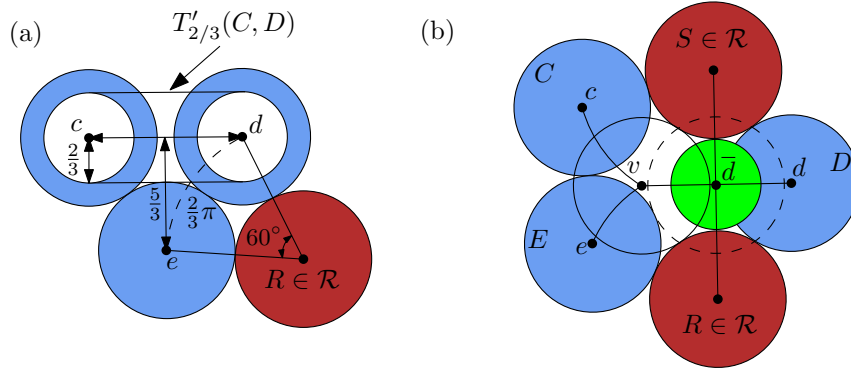 (a)
T′_{2/3}(C, D)
c
d
2/3
5/3
2/3 π
60°
e
R ∈ ℛ
(b)
S ∈ ℛ
C
c
v
d̅
d
D
E
e
R ∈ ℛ